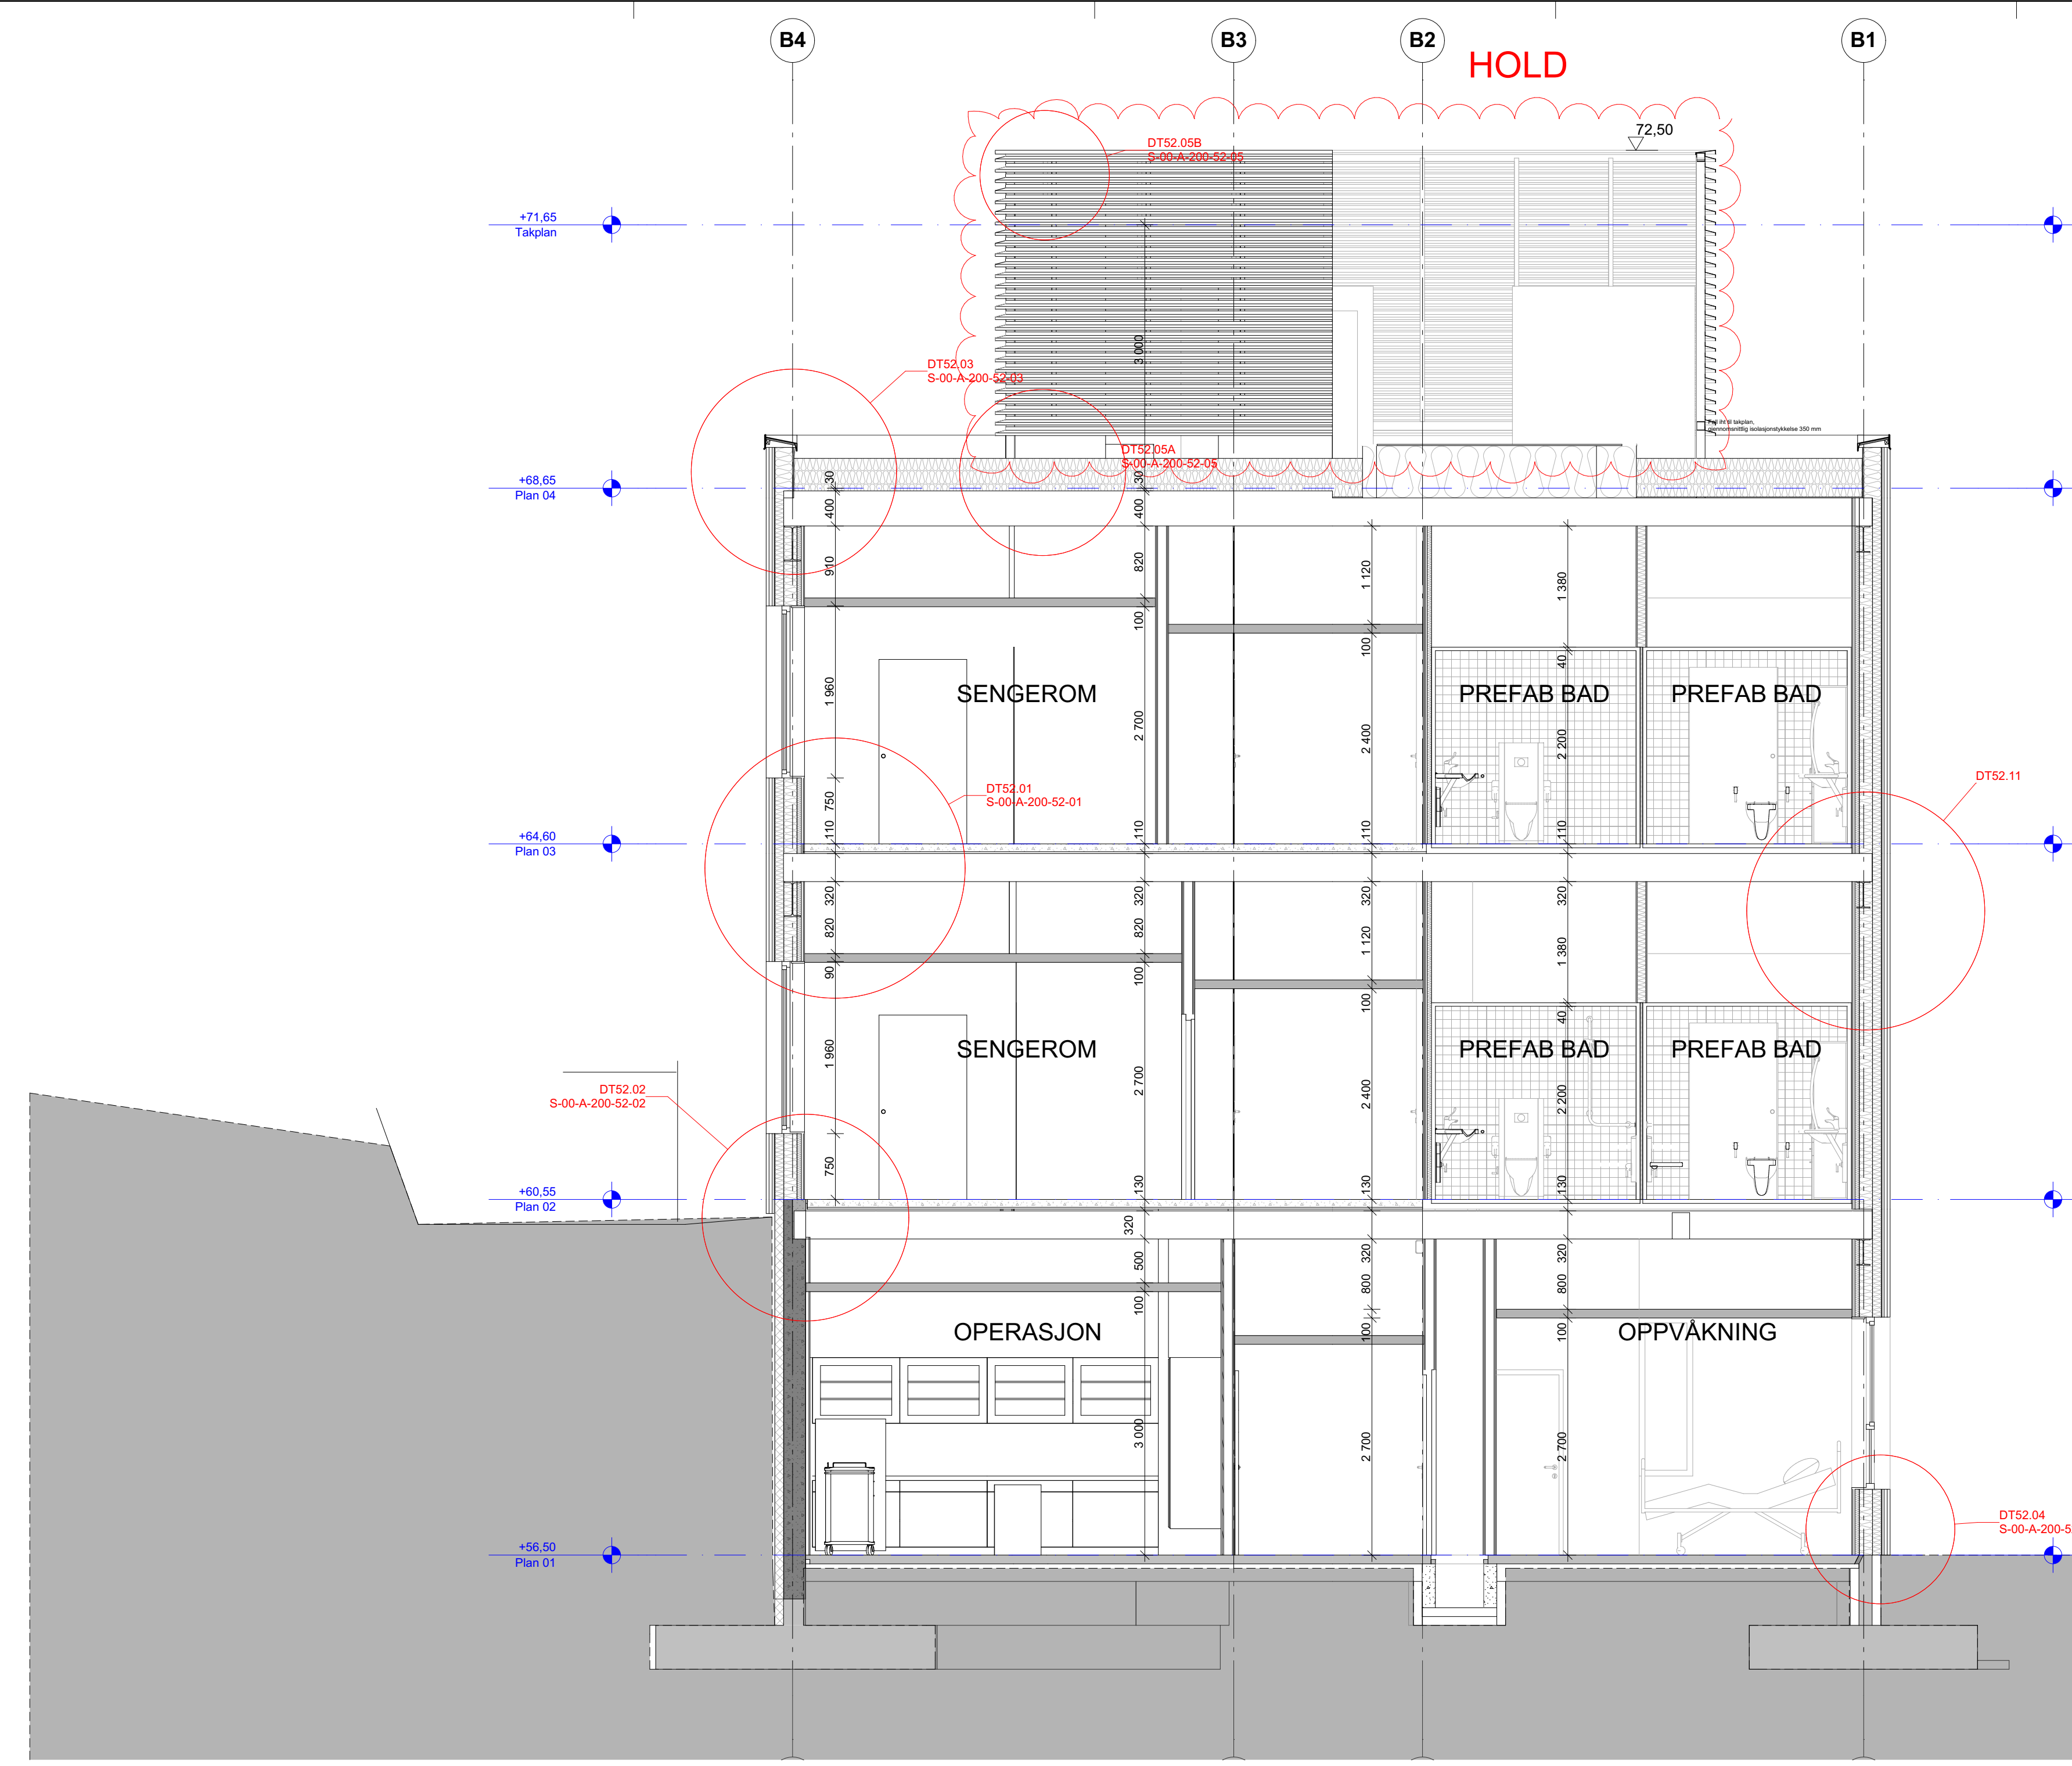 B4
B3
B2
B1
HOLD
72,50
DT52.05B
S-00-A-200-52-05
+71,65
Takplan
3 000
DT52.03
S-00-A-200-52-03
gjennomsnittlig isolasjonstykkelse 350 mm
DT52.05A
S-00-A-200-52-05
+68,65
Plan 04
30
30
400
400
910
820
1 120
1 380
100
100
40
SENGEROM
PREFAB BAD
PREFAB BAD
1 960
2 700
2 400
2 200
DT52.01
S-00-A-200-52-01
DT52.11
750
110
110
110
110
+64,60
Plan 03
320
320
320
320
820
820
1 120
1 380
90
100
100
40
SENGEROM
PREFAB BAD
PREFAB BAD
1 960
2 700
2 400
2 200
DT52.02
S-00-A-200-52-02
750
130
130
130
+60,55
Plan 02
320
320
320
500
800
800
100
100
100
OPERASJON
OPPVÅKNING
3 000
2 700
2 700
DT52.04
S-00-A-200-5
+56,50
Plan 01